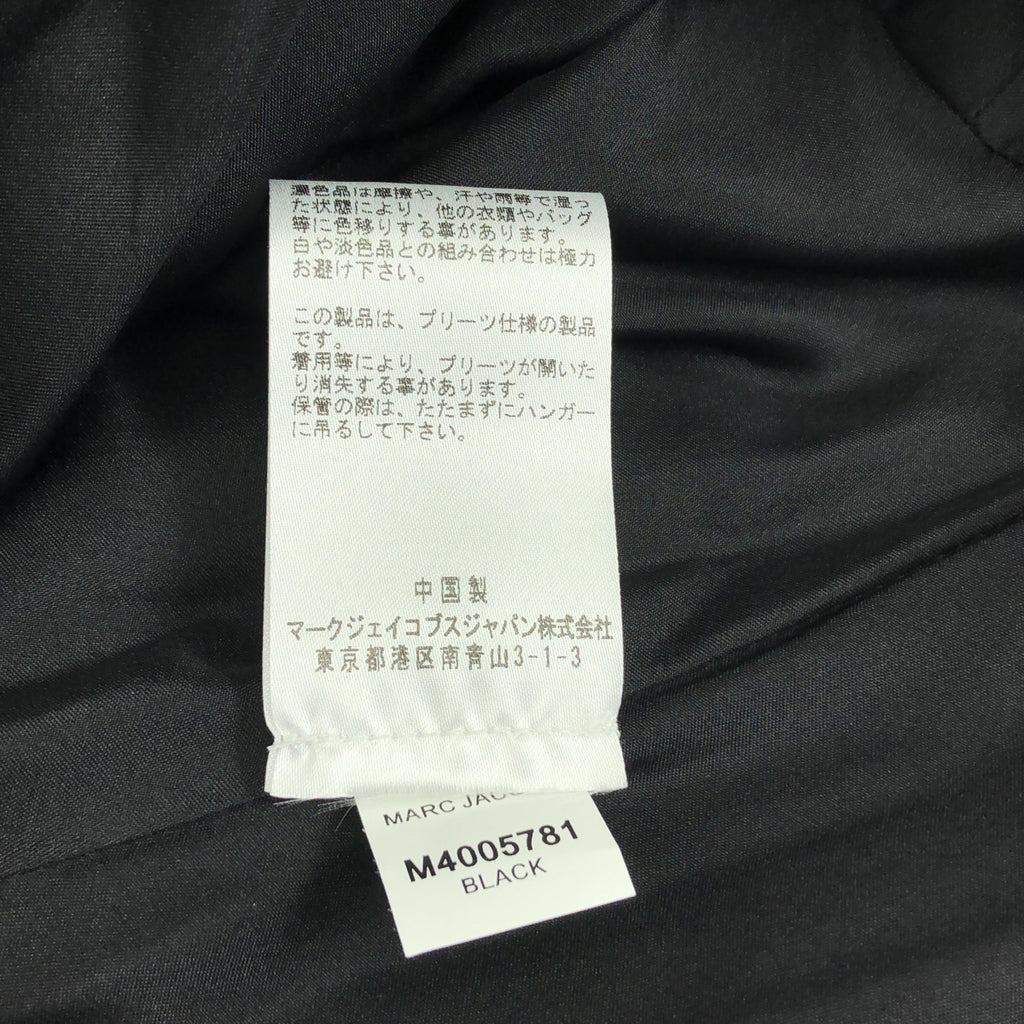 濃色品は摩擦や、汗や雨等で湿っ
た状態により、他の衣類やバッグ
等に色移りする事があります。
白や淡色品との組み合わせは極力
お避け下さい。
この製品は、プリーツ仕様の製品
です。
着用等により、プリーツが開いた
り消失する事があります。
保管の際は、たたまずにハンガー
に吊るして下さい。
中国製
マークジェイコブスジャパン株式会社
東京都港区南青山3-1-3
MARC
M4005781
BLACK